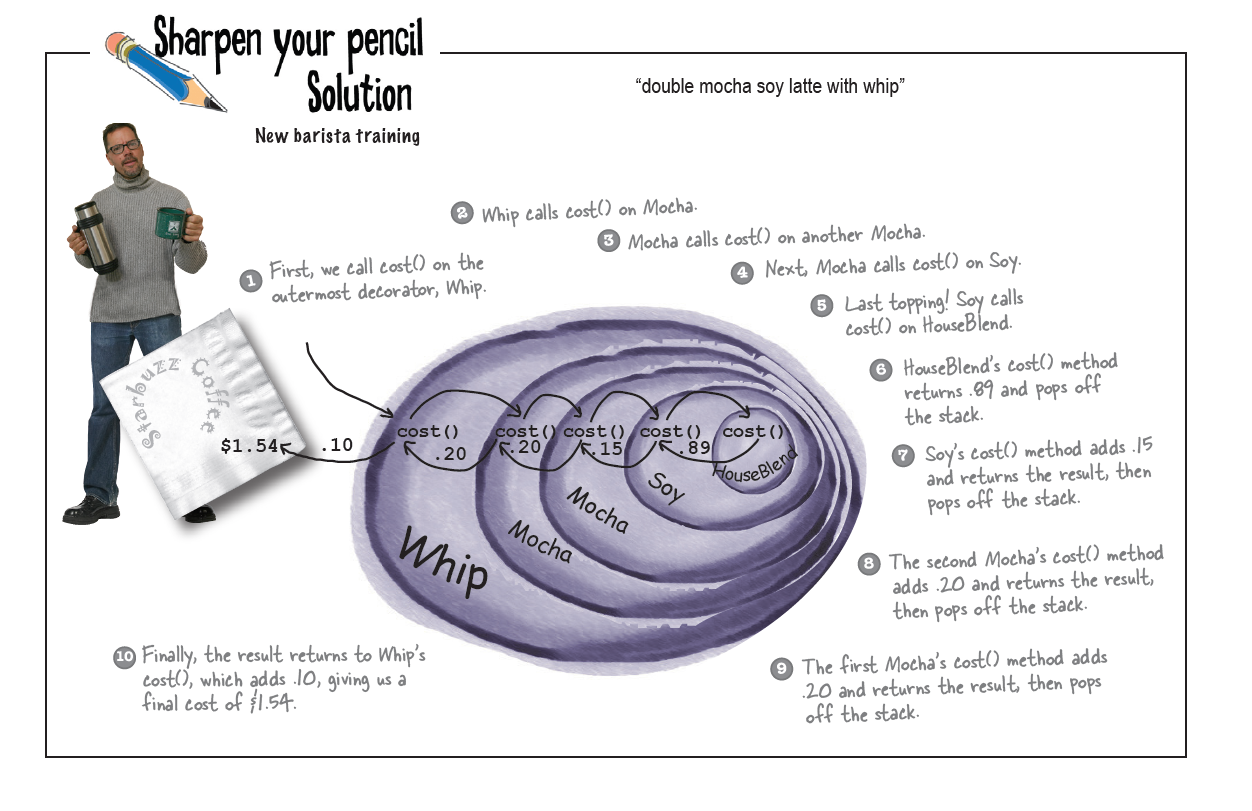 Sharpen your pencil
Solution
New barista training
“double mocha soy latte with whip”
2 Whip calls cost() on Mocha.
3 Mocha calls cost() on another Mocha.
1 First, we call cost() on the
outermost decorator, Whip.
4 Next, Mocha calls cost() on Soy.
5 Last topping! Soy calls
cost() on HouseBlend.
6 HouseBlend's cost() method
returns .89 and pops off
the stack.
7 Soy's cost() method adds .15
and returns the result, then
pops off the stack.
8 The second Mocha's cost() method
adds .20 and returns the result,
then pops off the stack.
9 The first Mocha's cost() method adds
.20 and returns the result, then pops
off the stack.
10 Finally, the result returns to Whip's
cost(), which adds .10, giving us a
final cost of $1.54.
Starbuzz Coffee
cost() cost() cost() cost() cost()
$1.54 .10 .20 .20 .15 .89
HouseBlend
Soy
Mocha
Mocha
Whip